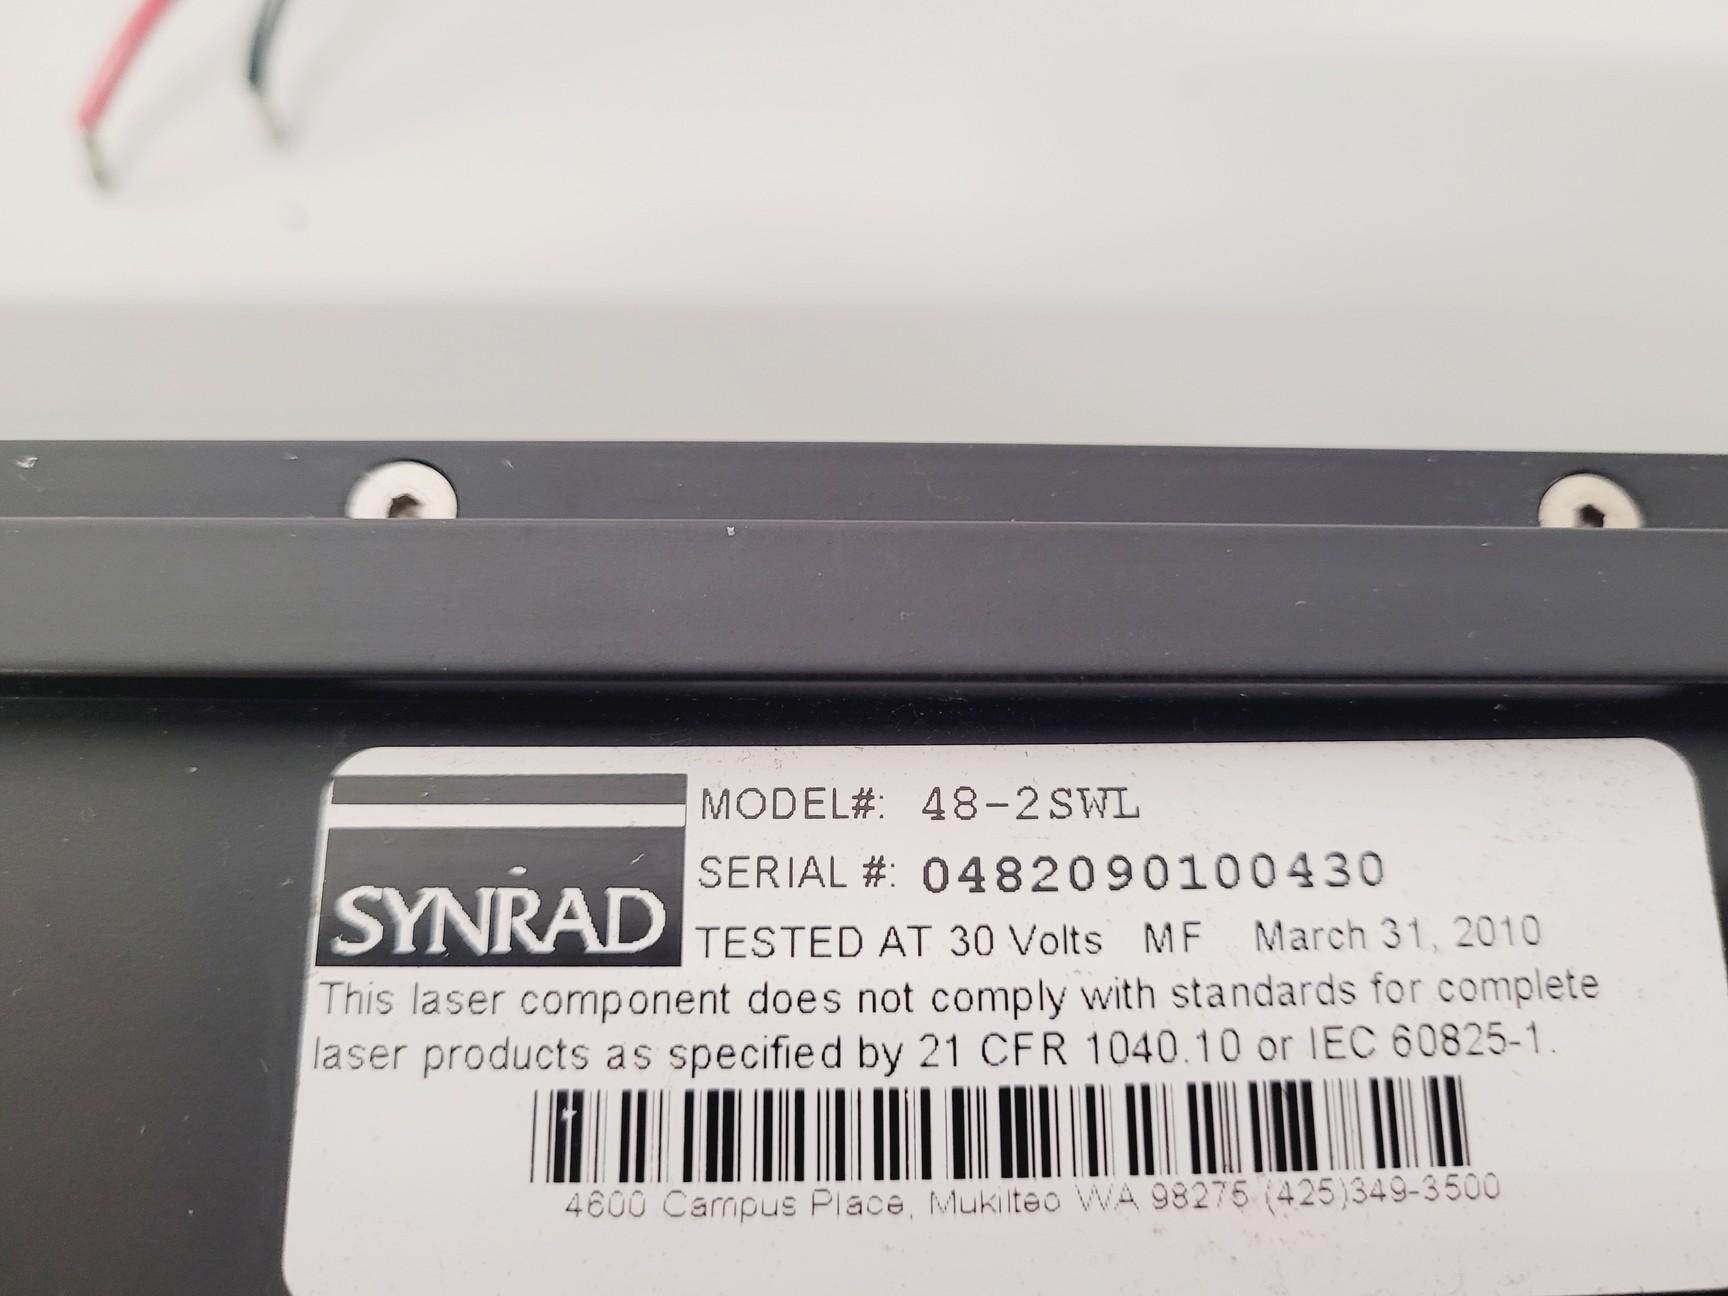 SYNRAD
MODEL#: 48-2SWL
SERIAL #: 0482090100430
TESTED AT 30 Volts MF March 31, 2010
This laser component does not comply with standards for complete
laser products as specified by 21 CFR 1040.10 or IEC 60825-1.
4600 Campus Place, Mukilteo WA 98275 (425)349-3500